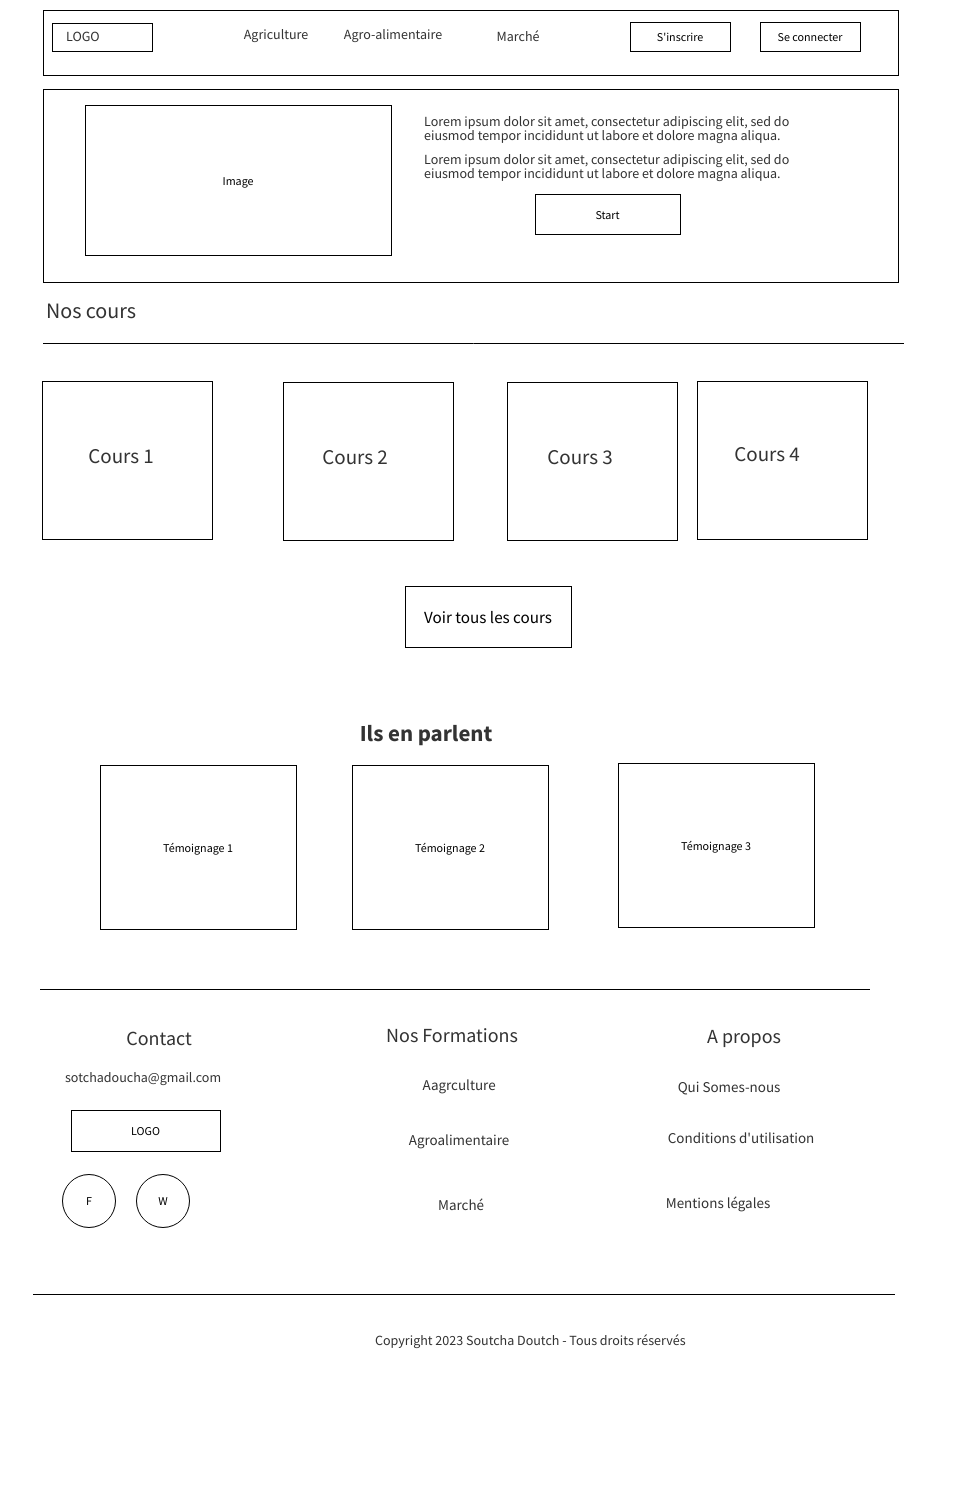 LOGO
Agriculture
Agro-alimentaire
Marché
S'inscrire
Se connecter
Image
Lorem ipsum dolor sit amet, consectetur adipiscing elit, sed do
eiusmod tempor incididunt ut labore et dolore magna aliqua.
Lorem ipsum dolor sit amet, consectetur adipiscing elit, sed do
eiusmod tempor incididunt ut labore et dolore magna aliqua.
Start
Nos cours
Cours 1
Cours 2
Cours 3
Cours 4
Voir tous les cours
Ils en parlent
Témoignage 1
Témoignage 2
Témoignage 3
Contact
sotchadoucha@gmail.com
LOGO
F
W
Nos Formations
Aagrculture
Agroalimentaire
Marché
A propos
Qui Somes-nous
Conditions d'utilisation
Mentions légales
Copyright 2023 Soutcha Doutch - Tous droits réservés